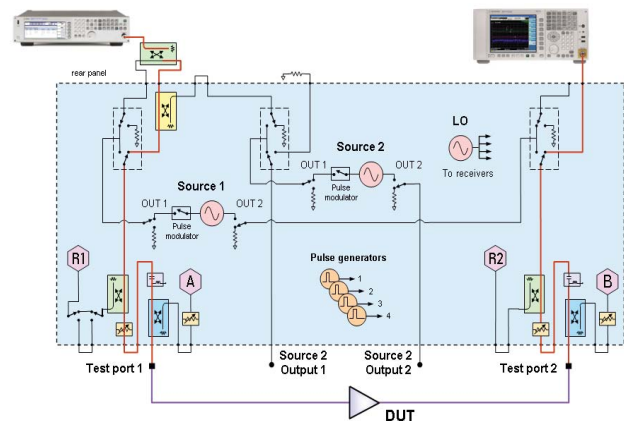 rear panel
LO
To receivers
Source 2
OUT 1
OUT 2
Pulse
modulator
Source 1
OUT 1
OUT 2
Pulse
modulator
R1
A
Pulse generators
1
2
3
4
R2
B
Test port 1
Source 2
Output 1
Source 2
Output 2
Test port 2
DUT